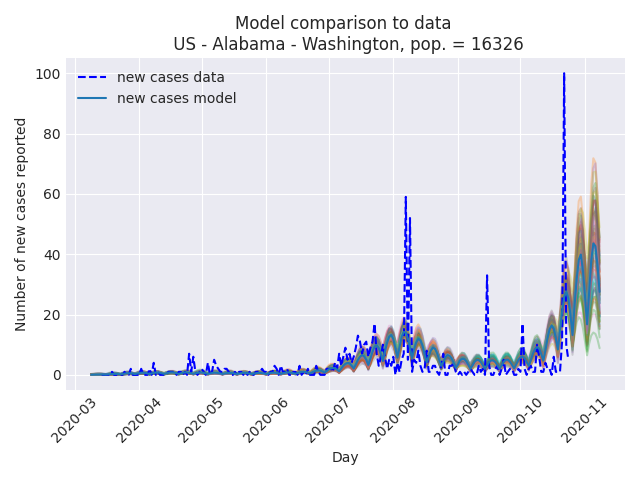 Model comparison to data
US - Alabama - Washington, pop. = 16326
new cases data
new cases model
Number of new cases reported
100
80
60
40
20
0
2020-03
2020-04
2020-05
2020-06
2020-07
2020-08
2020-09
2020-10
2020-11
Day